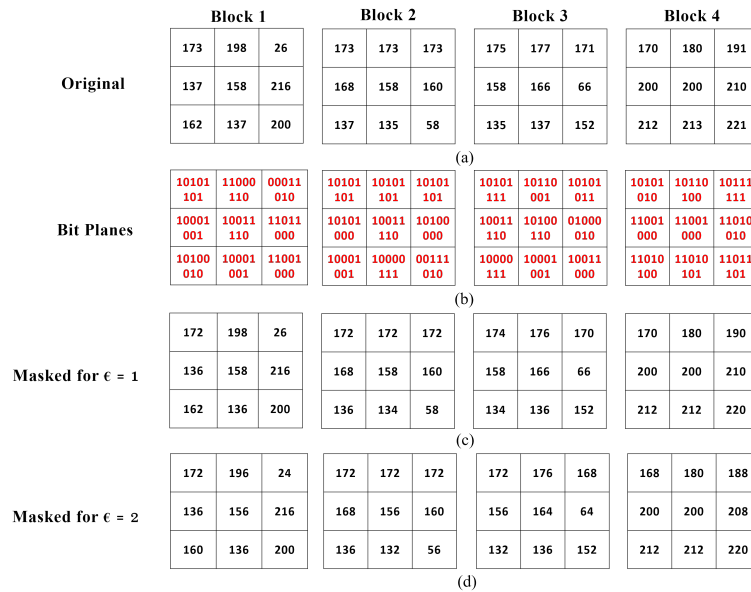 Block 1 Block 2 Block 3 Block 4
173 198 26 173 173 173 175 177 171 170 180 191
Original 137 158 216 168 158 160 158 166 66 200 200 210
162 137 200 137 135 58 135 137 152 212 213 221
(a)
10101 11000 00011 10101 10101 10101 10101 10110 10101 10101 10110 10111
101 110 010 101 101 101 111 001 011 010 100 111
Bit Planes 10001 10011 11011 10101 10011 10100 10011 10100 01000 11001 11001 11010
001 110 000 000 110 000 110 110 010 000 000 010
10100 10001 11001 10001 10000 00111 10000 10001 10011 11010 11010 11011
010 001 000 001 111 010 111 001 000 100 101 101
(b)
172 198 26 172 172 172 174 176 170 170 180 190
Masked for ϵ = 1 136 158 216 168 158 160 158 166 66 200 200 210
162 136 200 136 134 58 134 136 152 212 212 220
(c)
172 196 24 172 172 172 172 176 168 168 180 188
Masked for ϵ = 2 136 156 216 168 156 160 156 164 64 200 200 208
160 136 200 136 132 56 132 136 152 212 212 220
(d)